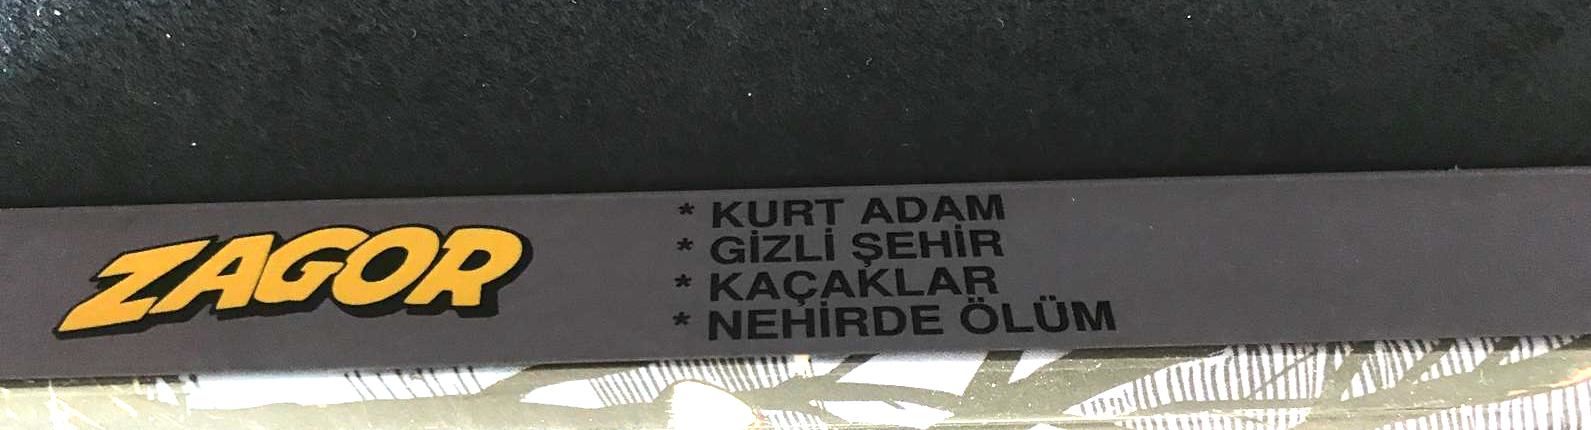 ZAGOR
* KURT ADAM
* GİZLİ ŞEHİR
* KAÇAKLAR
* NEHİRDE ÖLÜM